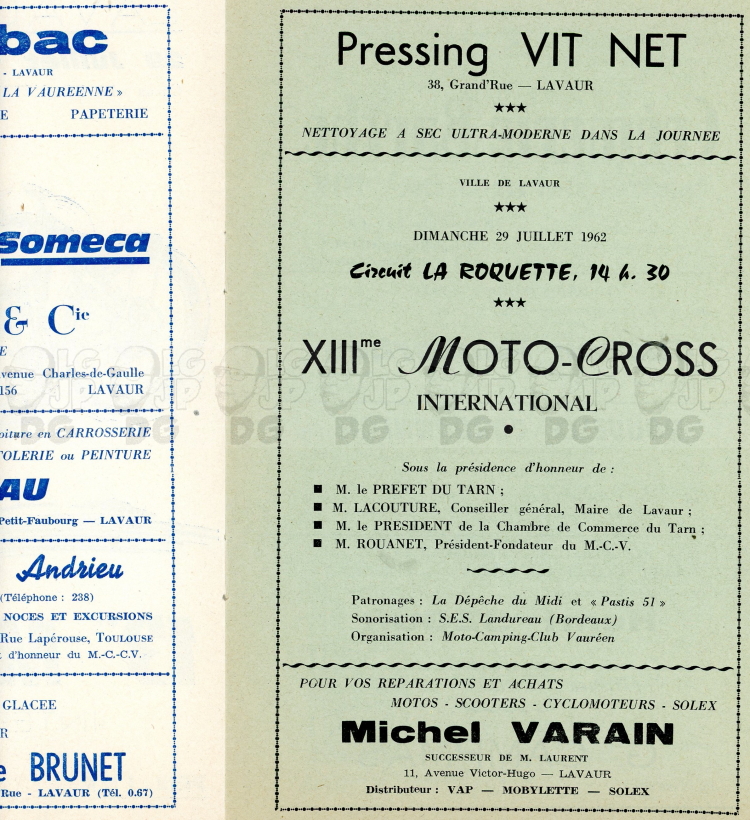 bac
- LAVAUR
LA VAUREENNE »
E PAPETERIE
Someca
& Cie
E
venue Charles-de-Gaulle
156 LAVAUR
oiture en CARROSSERIE
TOLERIE ou PEINTURE
AU
Petit-Faubourg — LAVAUR
Andrieu
(Téléphone : 238)
NOCES ET EXCURSIONS
Rue Lapérouse, TOULOUSE
d'honneur du M.-C.-C.V.
GLACEE
R
e BRUNET
Rue - LAVAUR (Tél. 0.67)
Pressing VIT NET
38, Grand'Rue — LAVAUR
★★★
NETTOYAGE A SEC ULTRA-MODERNE DANS LA JOURNEE
VILLE DE LAVAUR
★★★
DIMANCHE 29 JUILLET 1962
Circuit LA ROQUETTE, 14 h. 30
★★★
XIIIme MOTO-CROSS
INTERNATIONAL
Sous la présidence d'honneur de :
■ M. le PREFET DU TARN ;
■ M. LACOUTURE, Conseiller général, Maire de Lavaur ;
■ M. le PRESIDENT de la Chambre de Commerce du Tarn ;
■ M. ROUANET, Président-Fondateur du M.-C.-V.
Patronages : La Dépêche du Midi et « Pastis 51 »
Sonorisation : S.E.S. Landureau (Bordeaux)
Organisation : Moto-Camping-Club Vauréen
POUR VOS REPARATIONS ET ACHATS
MOTOS - SCOOTERS - CYCLOMOTEURS - SOLEX
Michel VARAIN
SUCCESSEUR DE M. LAURENT
11, Avenue Victor-Hugo — LAVAUR
Distributeur : VAP — MOBYLETTE — SOLEX